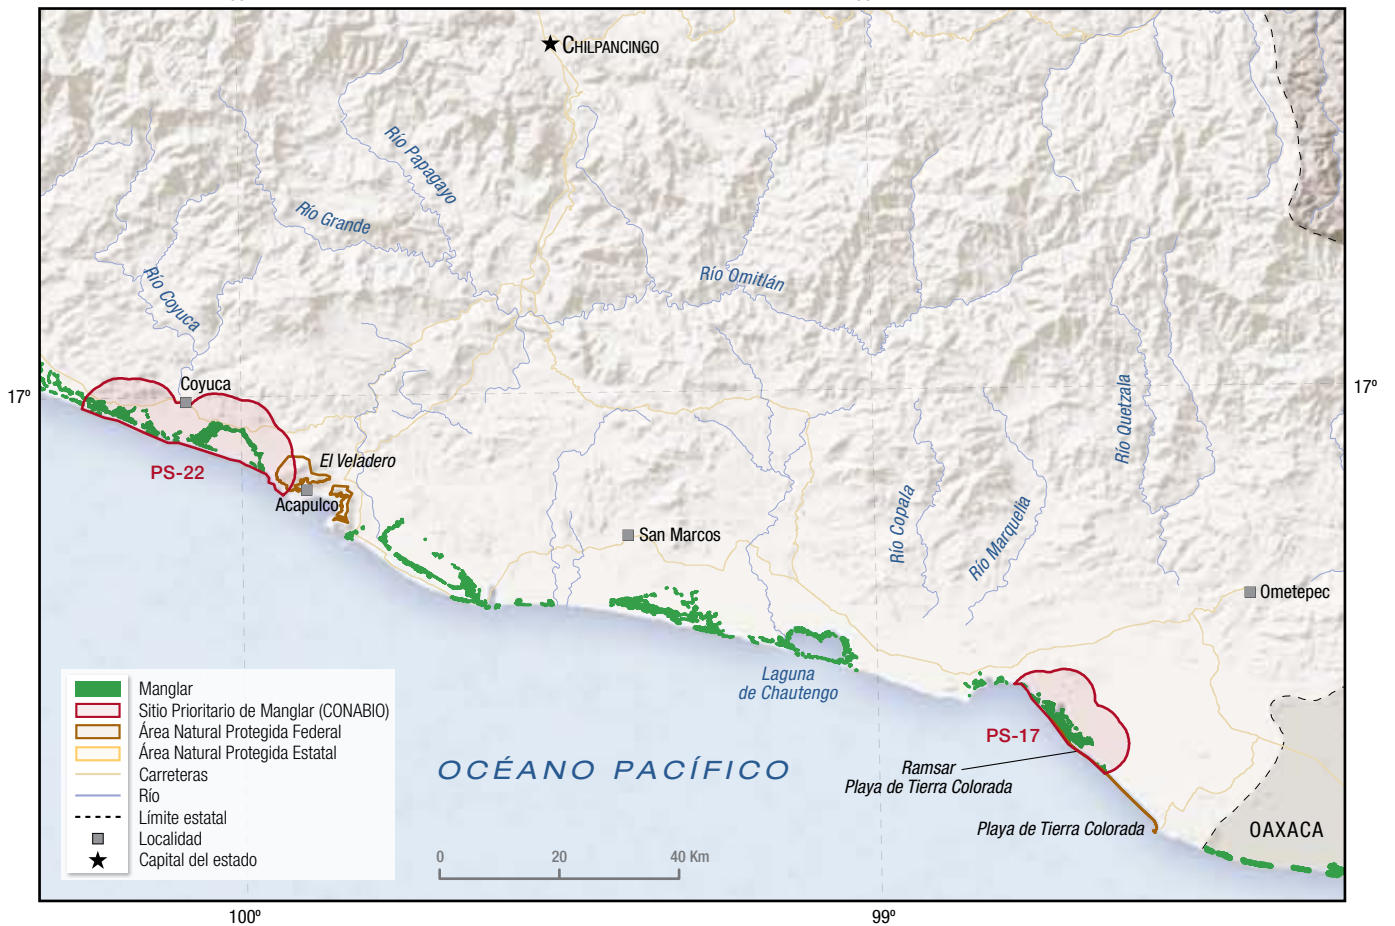 CHILPANCINGO
Río Papagayo
Río Grande
Río Omitlán
Río Coyuca
17º
17º
Coyuca
Río Quetzala
El Veladero
PS-22
Acapulco
San Marcos
Río Copala
Río Marquelia
Ometepec
Laguna
de Chautengo
PS-17
Ramsar
Playa de Tierra Colorada
Playa de Tierra Colorada
OAXACA
OCÉANO PACÍFICO
Manglar
Sitio Prioritario de Manglar (CONABIO)
Área Natural Protegida Federal
Área Natural Protegida Estatal
Carreteras
Río
Límite estatal
Localidad
Capital del estado
0 20 40 Km
100º 99º